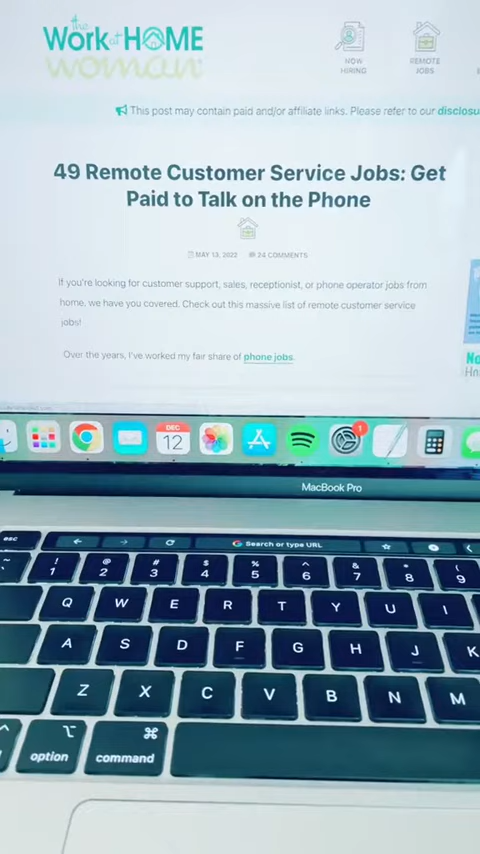 the
Work at HOME
woman
NOW
HIRING
REMOTE
JOBS
This post may contain paid and/or affiliate links. Please refer to our disclosu
49 Remote Customer Service Jobs: Get
Paid to Talk on the Phone
MAY 13, 2022 24 COMMENTS
If you're looking for customer support, sales, receptionist, or phone operator jobs from
home, we have you covered. Check out this massive list of remote customer service
jobs!
Over the years, I've worked my fair share of phone jobs.
No
Hn
DEC
12
1
MacBook Pro
esc
G Search or type URL
~ ! 1 @ 2 # 3 $ 4 % 5 ^ 6 & 7 * 8 ( 9
Q W E R T Y U I
A S D F G H J K
Z X C V B N M
^ ⌥ ⌘
option command